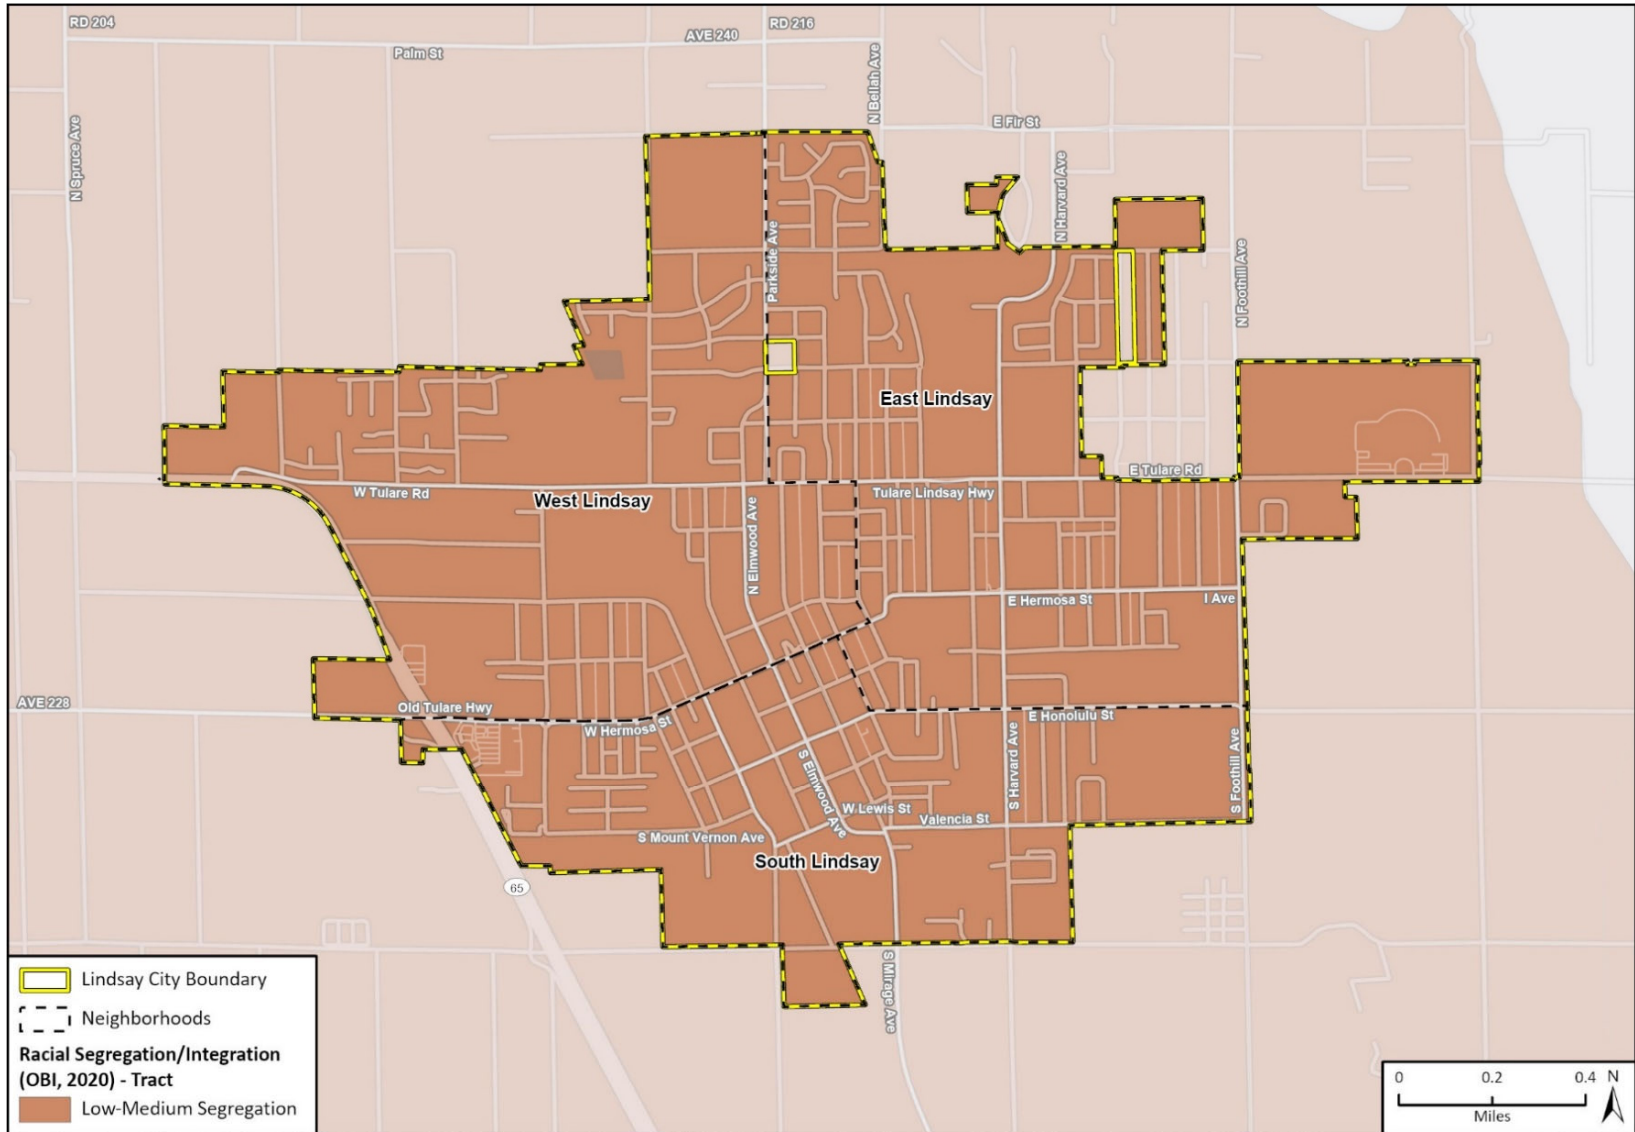 RD 204
RD 216
AVE 240
Palm St
N Bellah Ave
E Fir St
N Spruce Ave
N Harvard Ave
Parkside Ave
N Foothill Ave
East Lindsay
E Tulare Rd
W Tulare Rd
West Lindsay
Tulare Lindsay Hwy
N Elmwood Ave
E Hermosa St
I Ave
AVE 228
Old Tulare Hwy
W Hermosa St
E Honolulu St
S Harvard Ave
S Foothill Ave
S Elmwood Ave
W Lewis St
Valencia St
S Mount Vernon Ave
South Lindsay
65
S Mirage Ave
Lindsay City Boundary
Neighborhoods
Racial Segregation/Integration
(OBI, 2020) - Tract
Low-Medium Segregation
0 0.2 0.4 N
Miles